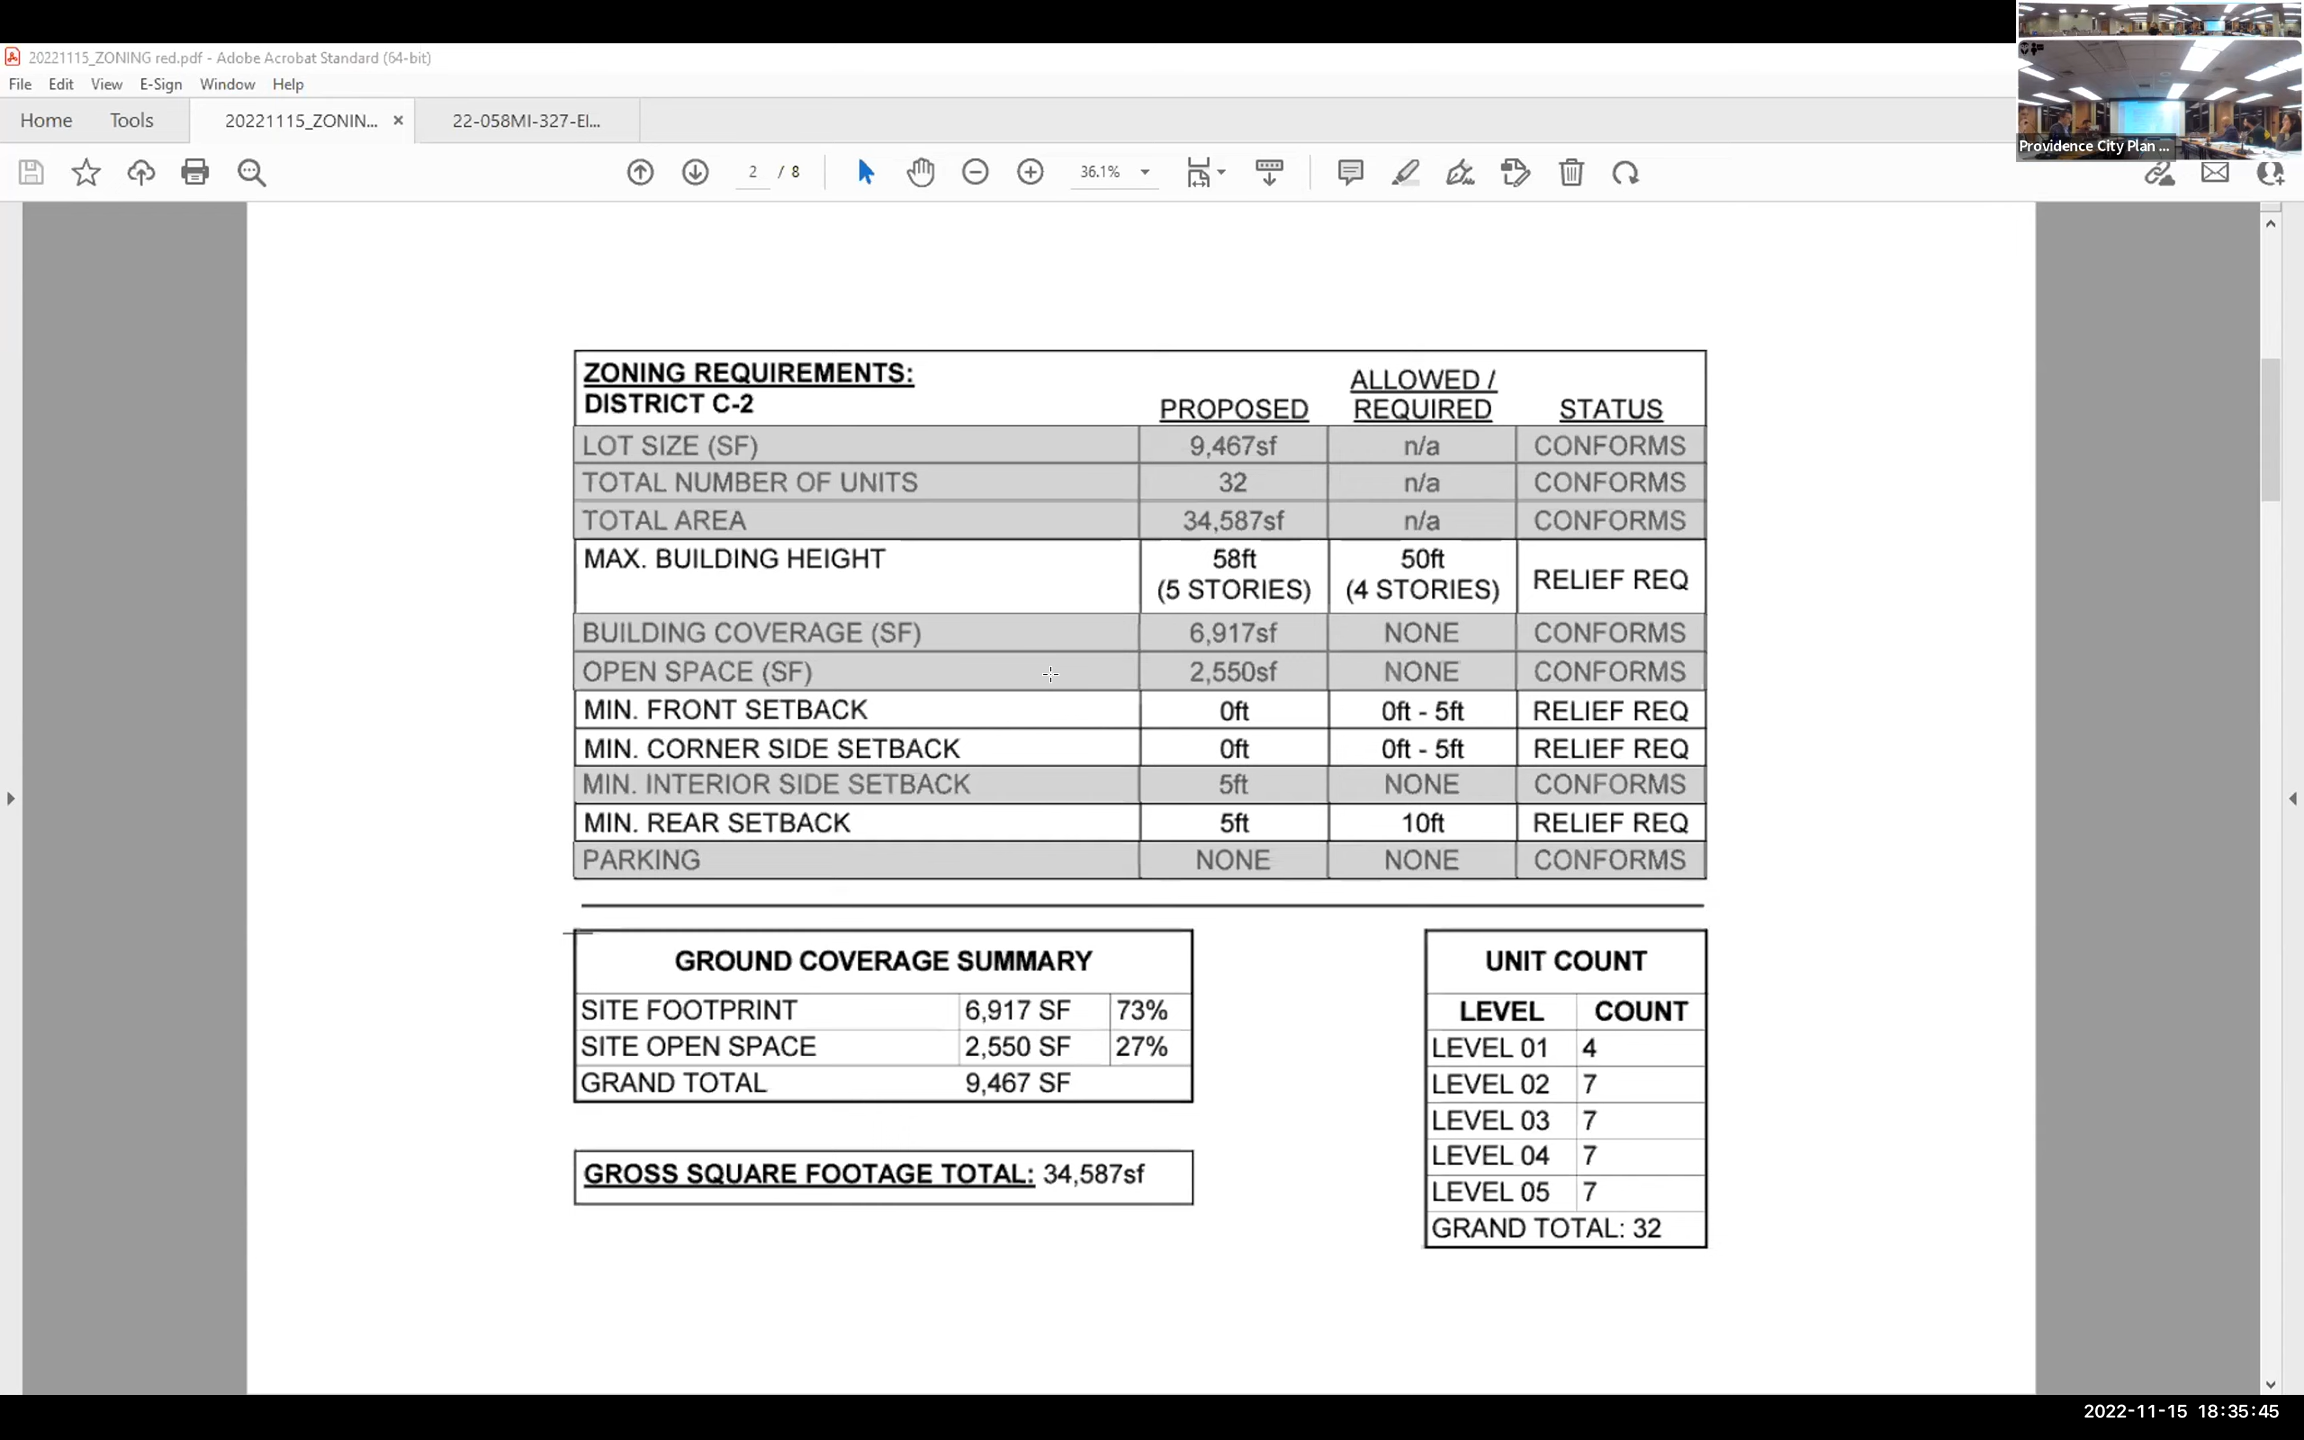 20221115_ZONING red.pdf - Adobe Acrobat Standard (64-bit)
File Edit View E-Sign Window Help
Home Tools 20221115_ZONIN... × 22-058MI-327-El...
2 / 8 36.1%
Providence City Plan ...
ZONING REQUIREMENTS:
DISTRICT C-2
PROPOSED ALLOWED / REQUIRED STATUS
LOT SIZE (SF) 9,467sf n/a CONFORMS
TOTAL NUMBER OF UNITS 32 n/a CONFORMS
TOTAL AREA 34,587sf n/a CONFORMS
MAX. BUILDING HEIGHT 58ft (5 STORIES) 50ft (4 STORIES) RELIEF REQ
BUILDING COVERAGE (SF) 6,917sf NONE CONFORMS
OPEN SPACE (SF) 2,550sf NONE CONFORMS
MIN. FRONT SETBACK 0ft 0ft - 5ft RELIEF REQ
MIN. CORNER SIDE SETBACK 0ft 0ft - 5ft RELIEF REQ
MIN. INTERIOR SIDE SETBACK 5ft NONE CONFORMS
MIN. REAR SETBACK 5ft 10ft RELIEF REQ
PARKING NONE NONE CONFORMS
GROUND COVERAGE SUMMARY
SITE FOOTPRINT 6,917 SF 73%
SITE OPEN SPACE 2,550 SF 27%
GRAND TOTAL 9,467 SF
GROSS SQUARE FOOTAGE TOTAL: 34,587sf
UNIT COUNT
LEVEL COUNT
LEVEL 01 4
LEVEL 02 7
LEVEL 03 7
LEVEL 04 7
LEVEL 05 7
GRAND TOTAL: 32
2022-11-15 18:35:45